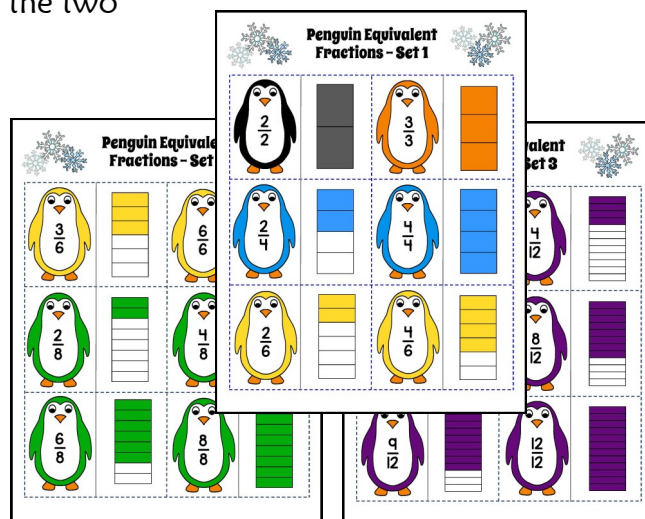 the two
Penguin Equivalent
Fractions - Set 1
2/2
3/3
2/4
4/4
2/6
4/6
Penguin Equivale
Fractions - Set
3/6
6/6
2/8
4/8
6/8
8/8
valent
Set 3
4/12
8/12
9/12
12/12